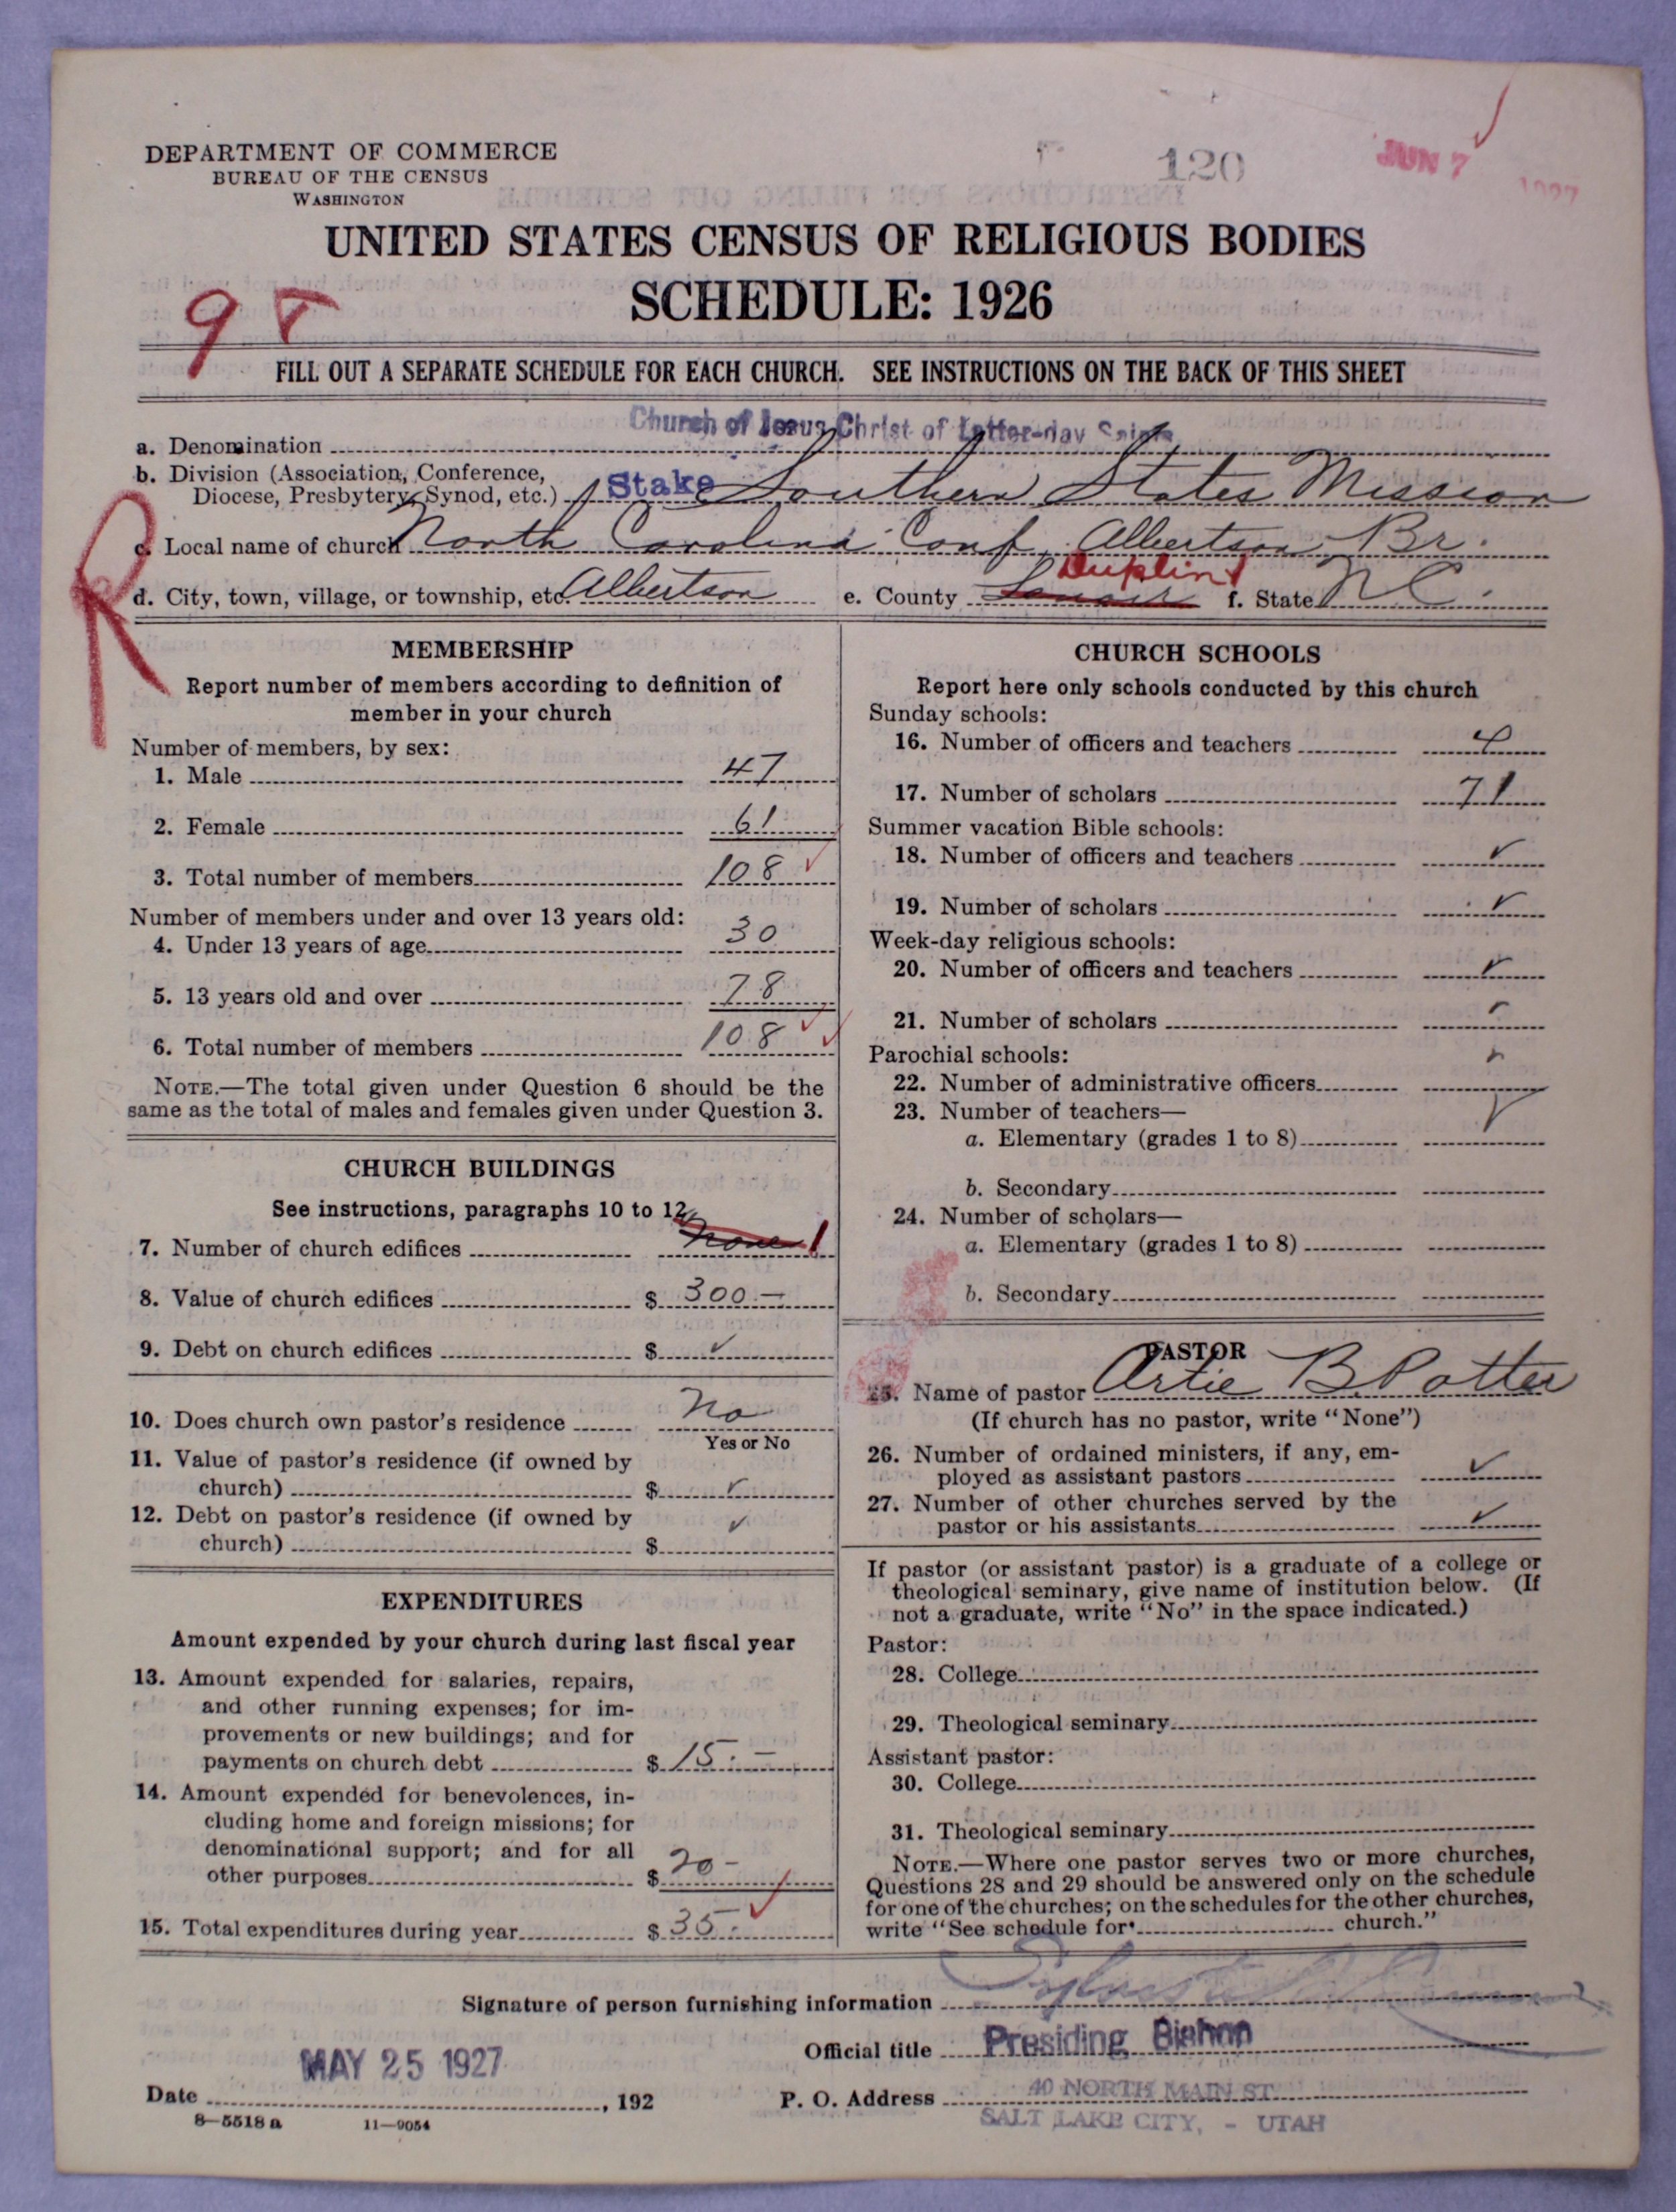 DEPARTMENT OF COMMERCE
BUREAU OF THE CENSUS
WASHINGTON
120
JUN 7 1927
UNITED STATES CENSUS OF RELIGIOUS BODIES
SCHEDULE: 1926
9
FILL OUT A SEPARATE SCHEDULE FOR EACH CHURCH. SEE INSTRUCTIONS ON THE BACK OF THIS SHEET
a. Denomination Church of Jesus Christ of Latter-day Saints
b. Division (Association, Conference,
Diocese, Presbytery, Synod, etc.) Stake Southern States Mission
R
c. Local name of church North Carolina Conf. Albertson Br.
d. City, town, village, or township, etc. Albertson e. County Lenoir Duplin f. State N C.
MEMBERSHIP
Report number of members according to definition of
member in your church
Number of members, by sex:
1. Male 47
2. Female 61
3. Total number of members 108
Number of members under and over 13 years old:
4. Under 13 years of age 30
5. 13 years old and over 78
6. Total number of members 108
NOTE.—The total given under Question 6 should be the
same as the total of males and females given under Question 3.
CHURCH BUILDINGS
See instructions, paragraphs 10 to 12
7. Number of church edifices none 1
8. Value of church edifices $ 300.—
9. Debt on church edifices $ ✓
10. Does church own pastor's residence no
Yes or No
11. Value of pastor's residence (if owned by
church) $ ✓
12. Debt on pastor's residence (if owned by
church) $ ✓
EXPENDITURES
Amount expended by your church during last fiscal year
13. Amount expended for salaries, repairs,
and other running expenses; for im-
provements or new buildings; and for
payments on church debt $ 15.—
14. Amount expended for benevolences, in-
cluding home and foreign missions; for
denominational support; and for all
other purposes $ 20-
15. Total expenditures during year $ 35.
CHURCH SCHOOLS
Report here only schools conducted by this church
Sunday schools:
16. Number of officers and teachers 4
17. Number of scholars 71
Summer vacation Bible schools:
18. Number of officers and teachers ✓
19. Number of scholars ✓
Week-day religious schools:
20. Number of officers and teachers ✓
21. Number of scholars ✓
Parochial schools:
22. Number of administrative officers ✓
23. Number of teachers—
a. Elementary (grades 1 to 8) ✓
b. Secondary
24. Number of scholars—
a. Elementary (grades 1 to 8)
b. Secondary
PASTOR
25. Name of pastor Artie B. Potter
(If church has no pastor, write "None")
26. Number of ordained ministers, if any, em-
ployed as assistant pastors ✓
27. Number of other churches served by the
pastor or his assistants ✓
If pastor (or assistant pastor) is a graduate of a college or
theological seminary, give name of institution below. (If
not a graduate, write "No" in the space indicated.)
Pastor:
28. College
29. Theological seminary
Assistant pastor:
30. College
31. Theological seminary
NOTE.—Where one pastor serves two or more churches,
Questions 28 and 29 should be answered only on the schedule
for one of the churches; on the schedules for the other churches,
write "See schedule for church."
Signature of person furnishing information
Official title Presiding Bishop
Date MAY 25 1927, 192
P. O. Address 40 NORTH MAIN ST.
SALT LAKE CITY, - UTAH
8—5518 a 11—9054